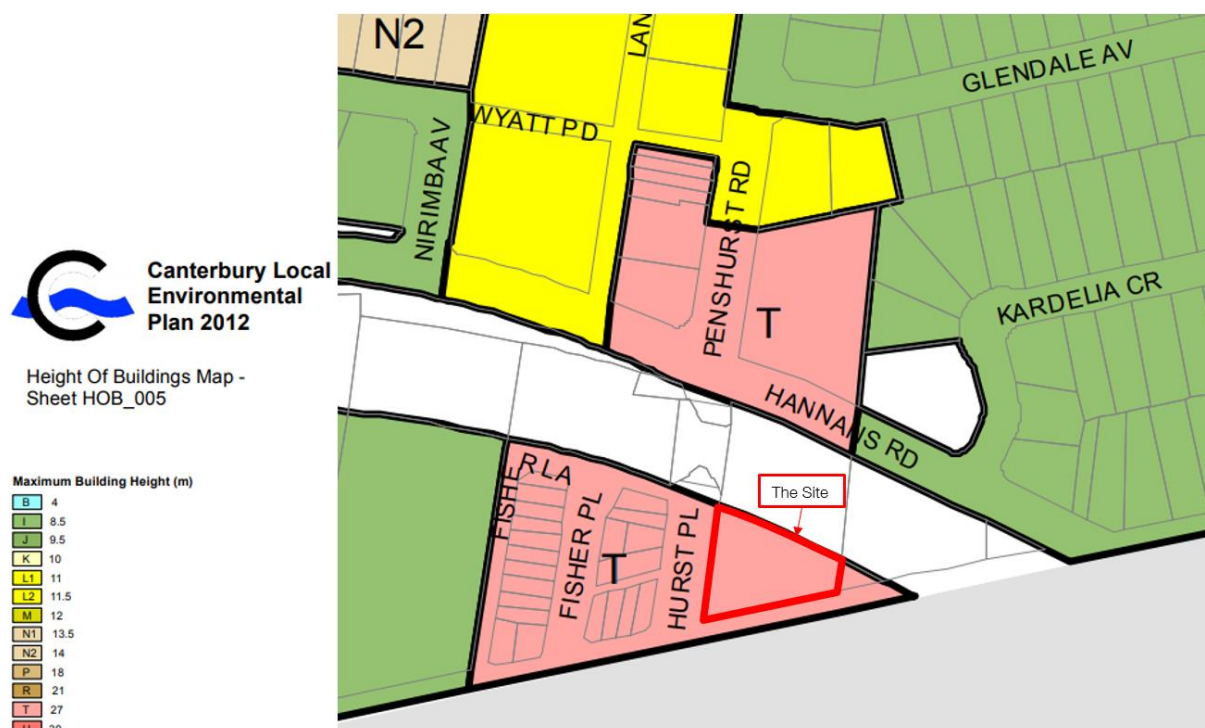 Canterbury Local
Environmental
Plan 2012
Height Of Buildings Map -
Sheet HOB_005
Maximum Building Height (m)
B 4
I 8.5
J 9.5
K 10
L1 11
L2 11.5
M 12
N1 13.5
N2 14
P 18
R 21
T 27
N2
LAN
GLENDALE AV
WYATT PD
NIRIMBA AV
PENSHURST RD
KARDELIA CR
T
HANNANS RD
The Site
FISHER LA
FISHER PL
T
HURST PL